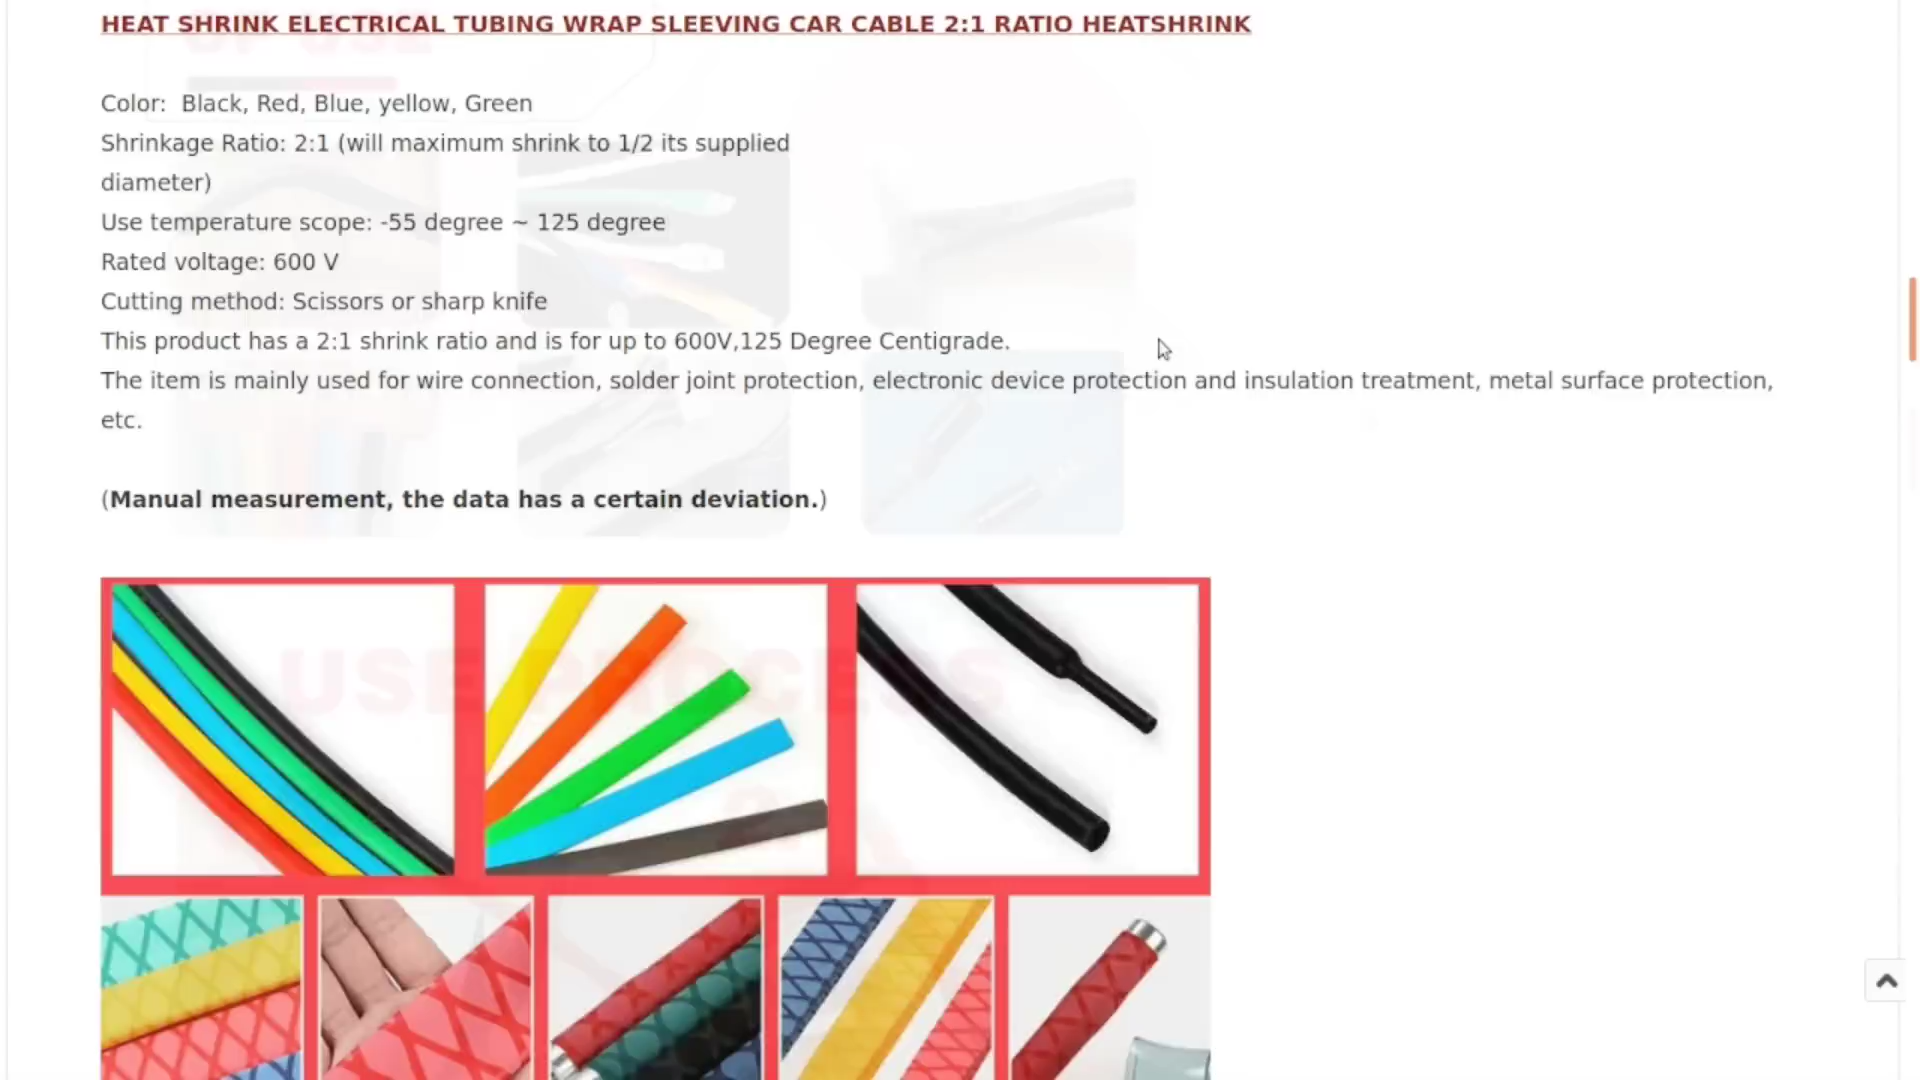 HEAT SHRINK ELECTRICAL TUBING WRAP SLEEVING CAR CABLE 2:1 RATIO HEATSHRINK
OF USE
Color:  Black, Red, Blue, yellow, Green
Shrinkage Ratio: 2:1 (will maximum shrink to 1/2 its supplied
diameter)
Use temperature scope: -55 degree ~ 125 degree
Rated voltage: 600 V
Cutting method: Scissors or sharp knife
This product has a 2:1 shrink ratio and is for up to 600V,125 Degree Centigrade.
The item is mainly used for wire connection, solder joint protection, electronic device protection and insulation treatment, metal surface protection,
etc.
(Manual measurement, the data has a certain deviation.)
USE PROCESS